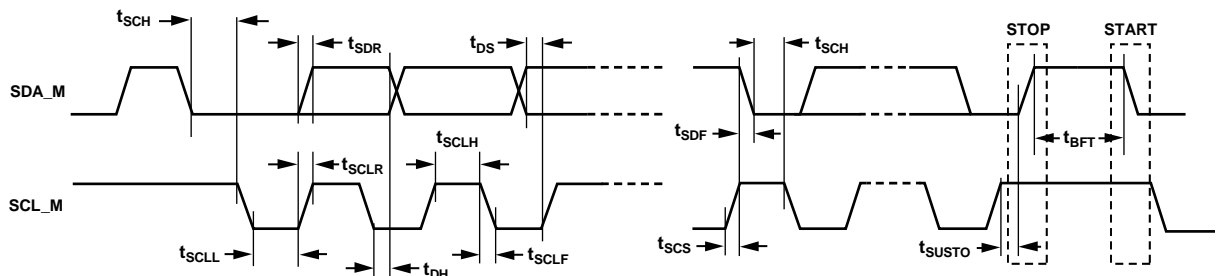 STOP
START
tSCH
tSDR
tDS
tSCH
SDA_M
tSDF
tBFT
tSCLH
tSCLR
SCL_M
tSCLL
tDH
tSCLF
tSCS
tSUSTO